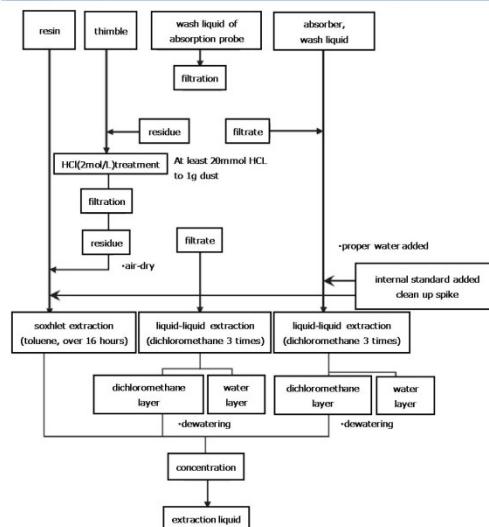 resin
thimble
wash liquid of
absorption probe
absorber,
wash liquid
filtration
residue
filtrate
HCl(2mol/L)treatment
At least 20mmol HCL
to 1g dust
filtration
residue
filtrate
•air-dry
•proper water added
internal standard added
clean up spike
soxhlet extraction
(toluene, over 16 hours)
liquid-liquid extraction
(dichloromethane 3 times)
liquid-liquid extraction
(dichloromethane 3 times)
dichloromethane
layer
water
layer
dichloromethane
layer
water
layer
•dewatering
•dewatering
concentration
extraction liquid